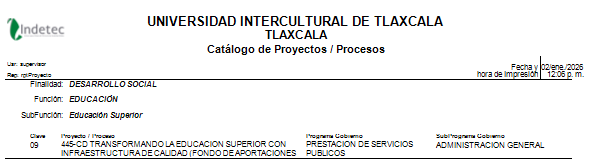 UNIVERSIDAD INTERCULTURAL DE TLAXCALA
Indetec
TLAXCALA
Catálogo de Proyectos / Procesos
Usr: supervisor
Fecha y 02/ene./2026
Rep. rptProyecto
hora de Impresión 12:06 p. m.
Finalidad: DESARROLLO SOCIAL
Función: EDUCACIÓN
SubFunción: Educación Superior
Clave Proyecto / Proceso Programa Gobierno SubPrograma Gobierno
09 445-CD TRANSFORMANDO LA EDUCACION SUPERIOR CON PRESTACION DE SERVICIOS ADMINISTRACION GENERAL
INFRAESTRUCTURA DE CALIDAD (FONDO DE APORTACIONES PUBLICOS